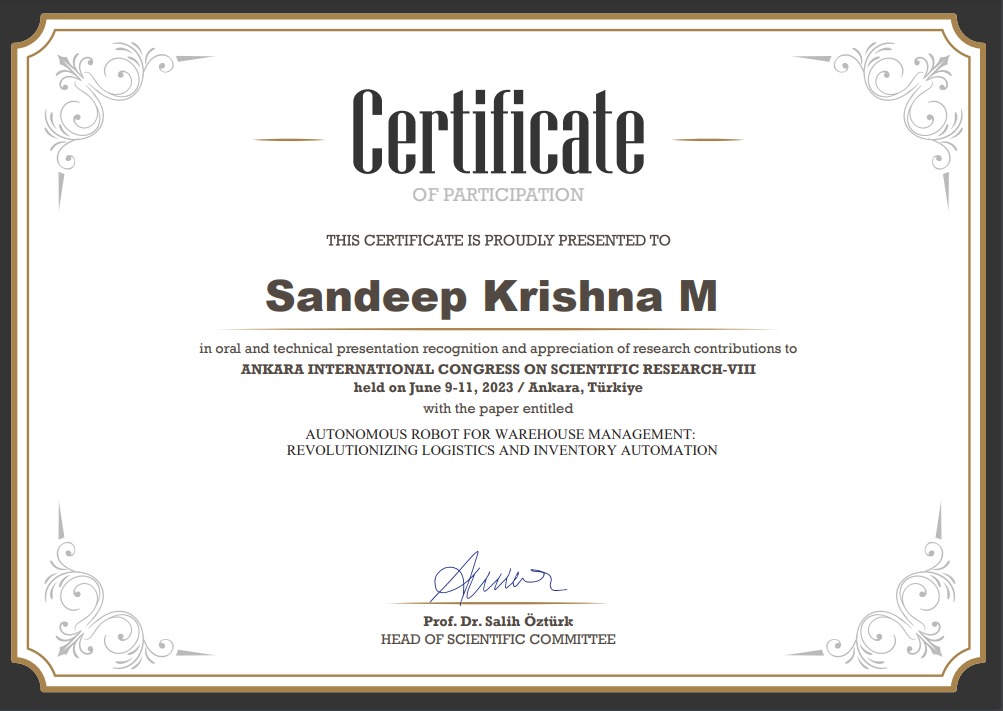 Certificate
OF PARTICIPATION
THIS CERTIFICATE IS PROUDLY PRESENTED TO
Sandeep Krishna M
in oral and technical presentation recognition and appreciation of research contributions to
ANKARA INTERNATIONAL CONGRESS ON SCIENTIFIC RESEARCH-VIII
held on June 9-11, 2023 / Ankara, Türkiye
with the paper entitled
AUTONOMOUS ROBOT FOR WAREHOUSE MANAGEMENT:
REVOLUTIONIZING LOGISTICS AND INVENTORY AUTOMATION
Prof. Dr. Salih Öztürk
HEAD OF SCIENTIFIC COMMITTEE